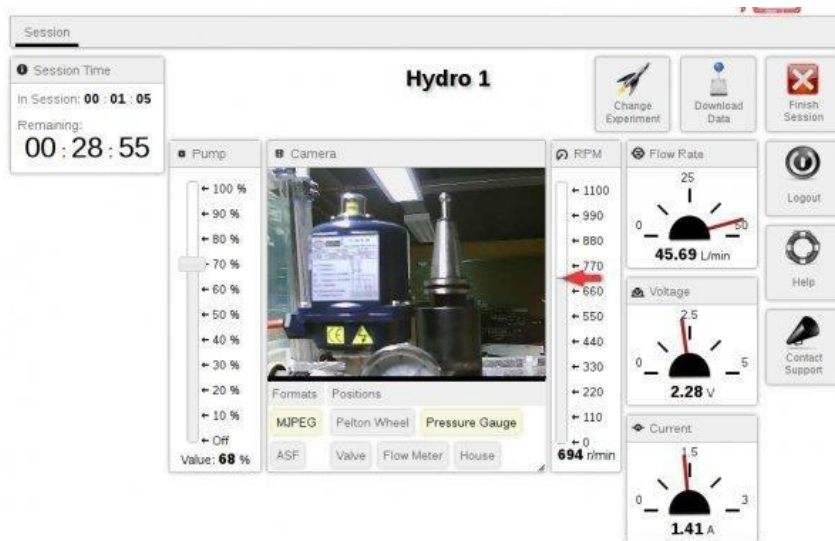 Session
Session Time
In Session: 00 : 01 : 05
Remaining:
00 : 28 : 55
Hydro 1
Change
Experiment
Download
Data
Finish
Session
Pump
100 %
90 %
80 %
70 %
60 %
50 %
40 %
30 %
20 %
10 %
Off
Value: 68 %
Camera
CE
Formats
Positions
MJPEG
Pelton Wheel
Pressure Gauge
ASF
Valve
Flow Meter
House
RPM
1100
990
880
770
660
550
440
330
220
110
0
694 r/min
Flow Rate
25
0
50
45.69 L/min
Voltage
2.5
0
5
2.28 V
Current
1.5
0
3
1.41 A
Logout
Help
Contact
Support